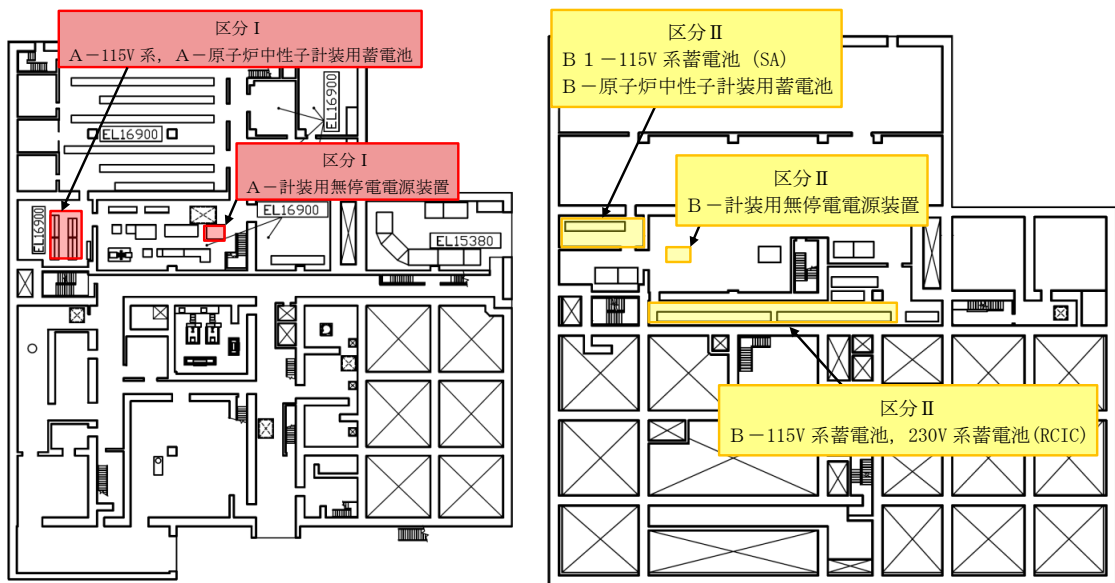 区分Ⅰ
A－115V 系, A－原子炉中性子計装用蓄電池
EL16900
EL16900
区分Ⅰ
A－計装用無停電電源装置
EL16900
EL16900
EL15380
区分Ⅱ
B 1－115V 系蓄電池 (SA)
B－原子炉中性子計装用蓄電池
区分Ⅱ
B－計装用無停電電源装置
区分Ⅱ
B－115V 系蓄電池, 230V 系蓄電池(RCIC)